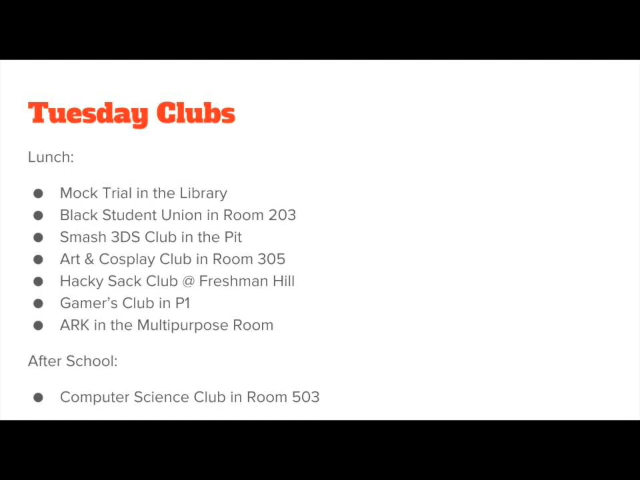 Tuesday Clubs
Lunch:
● Mock Trial in the Library
● Black Student Union in Room 203
● Smash 3DS Club in the Pit
● Art & Cosplay Club in Room 305
● Hacky Sack Club @ Freshman Hill
● Gamer's Club in P1
● ARK in the Multipurpose Room
After School:
● Computer Science Club in Room 503